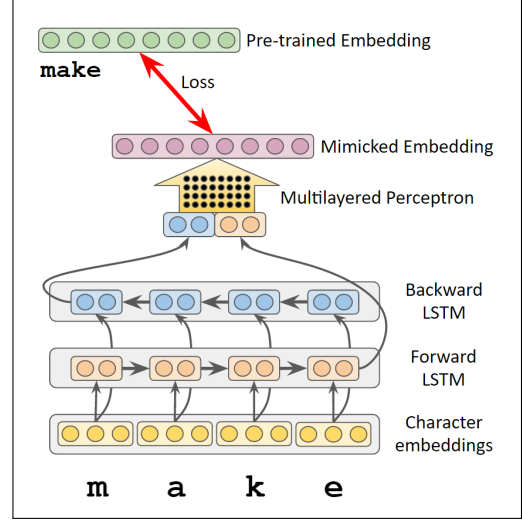 Pre-trained Embedding
make
Loss
Mimicked Embedding
Multilayered Perceptron
Backward
LSTM
Forward
LSTM
Character
embeddings
m a k e